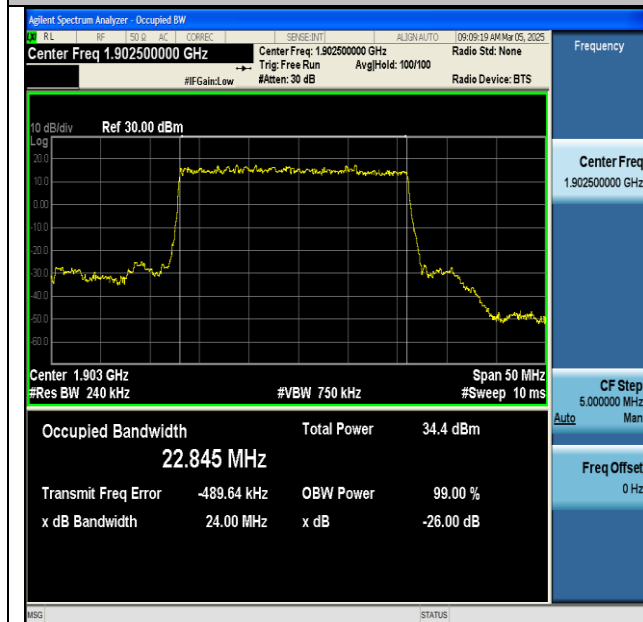 Agilent Spectrum Analyzer - Occupied BW
LXI RL RF 50 Ω AC CORREC SENSE:INT ALIGN AUTO 09:09:19 AM Mar 05, 2025
Center Freq 1.902500000 GHz Center Freq: 1.902500000 GHz Radio Std: None
Trig: Free Run Avg|Hold: 100/100
#IFGain:Low #Atten: 30 dB Radio Device: BTS
Frequency
10 dB/div Ref 30.00 dBm
Log
20.0
10.0
0.00
-10.0
-20.0
-30.0
-40.0
-50.0
-60.0
Center 1.903 GHz Span 50 MHz
#Res BW 240 kHz #VBW 750 kHz #Sweep 10 ms
Occupied Bandwidth Total Power 34.4 dBm
22.845 MHz
Transmit Freq Error -489.64 kHz OBW Power 99.00 %
x dB Bandwidth 24.00 MHz x dB -26.00 dB
Center Freq
1.902500000 GHz
CF Step
5.000000 MHz
Auto Man
Freq Offset
0 Hz
MSG STATUS